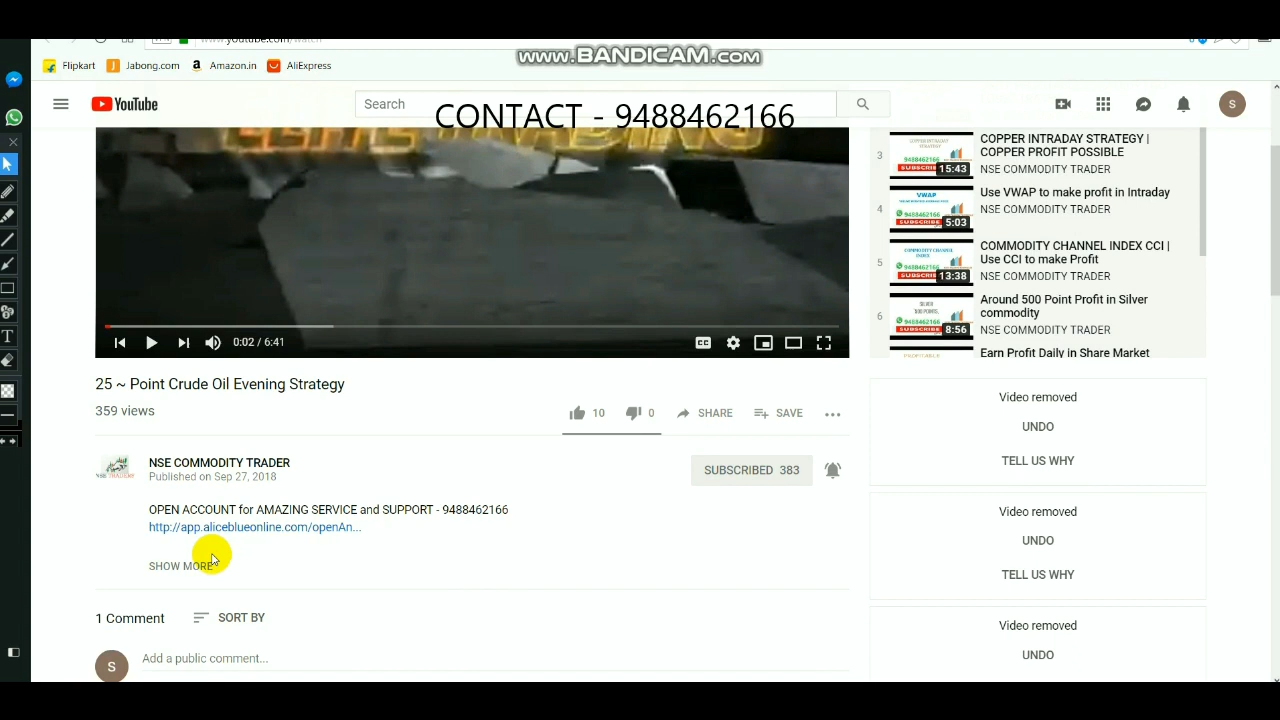 www.BANDICAM.com
Flipkart
Jabong.com
Amazon.in
AliExpress
YouTube
Search
CONTACT - 9488462166
S
3
COPPER INTRADAY STRATEGY |
COPPER PROFIT POSSIBLE
NSE COMMODITY TRADER
15:43
4
Use VWAP to make profit in Intraday
NSE COMMODITY TRADER
VWAP
9488462166
5:03
5
COMMODITY CHANNEL INDEX CCI |
Use CCI to make Profit
NSE COMMODITY TRADER
13:38
6
Around 500 Point Profit in Silver
commodity
NSE COMMODITY TRADER
8:56
Earn Profit Daily in Share Market
0:02 / 6:41
25 ~ Point Crude Oil Evening Strategy
359 views
10
0
SHARE
SAVE
NSE COMMODITY TRADER
Published on Sep 27, 2018
SUBSCRIBED 383
OPEN ACCOUNT for AMAZING SERVICE and SUPPORT - 9488462166
http://app.aliceblueonline.com/openAn...
SHOW MORE
1 Comment
SORT BY
S
Add a public comment...
Video removed
UNDO
TELL US WHY
Video removed
UNDO
TELL US WHY
Video removed
UNDO